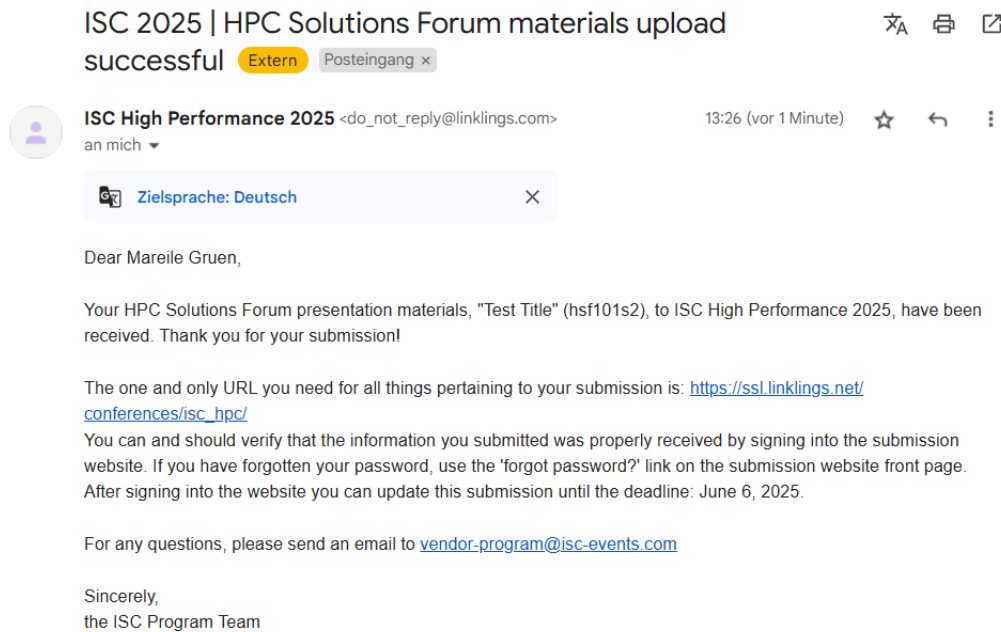 ISC 2025 | HPC Solutions Forum materials upload
successful Extern Posteingang ×
ISC High Performance 2025 <do_not_reply@linklings.com> 13:26 (vor 1 Minute)
an mich
Zielsprache: Deutsch
Dear Mareile Gruen,
Your HPC Solutions Forum presentation materials, "Test Title" (hsf101s2), to ISC High Performance 2025, have been
received. Thank you for your submission!
The one and only URL you need for all things pertaining to your submission is: https://ssl.linklings.net/
conferences/isc_hpc/
You can and should verify that the information you submitted was properly received by signing into the submission
website. If you have forgotten your password, use the 'forgot password?' link on the submission website front page.
After signing into the website you can update this submission until the deadline: June 6, 2025.
For any questions, please send an email to vendor-program@isc-events.com
Sincerely,
the ISC Program Team